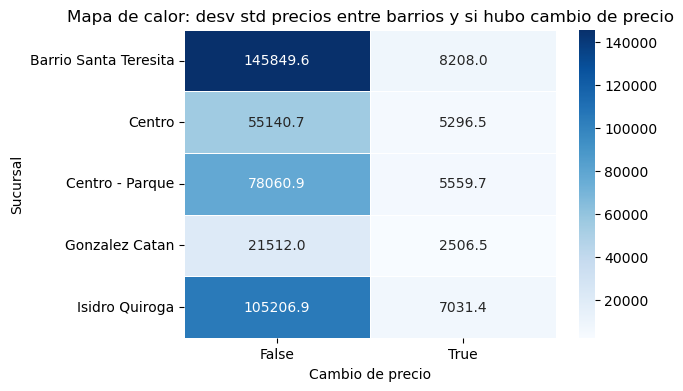 Mapa de calor: desv std precios entre barrios y si hubo cambio de precio
Sucursal
Barrio Santa Teresita 145849.6 8208.0
Centro 55140.7 5296.5
Centro - Parque 78060.9 5559.7
Gonzalez Catan 21512.0 2506.5
Isidro Quiroga 105206.9 7031.4
False True
Cambio de precio
140000
120000
100000
80000
60000
40000
20000